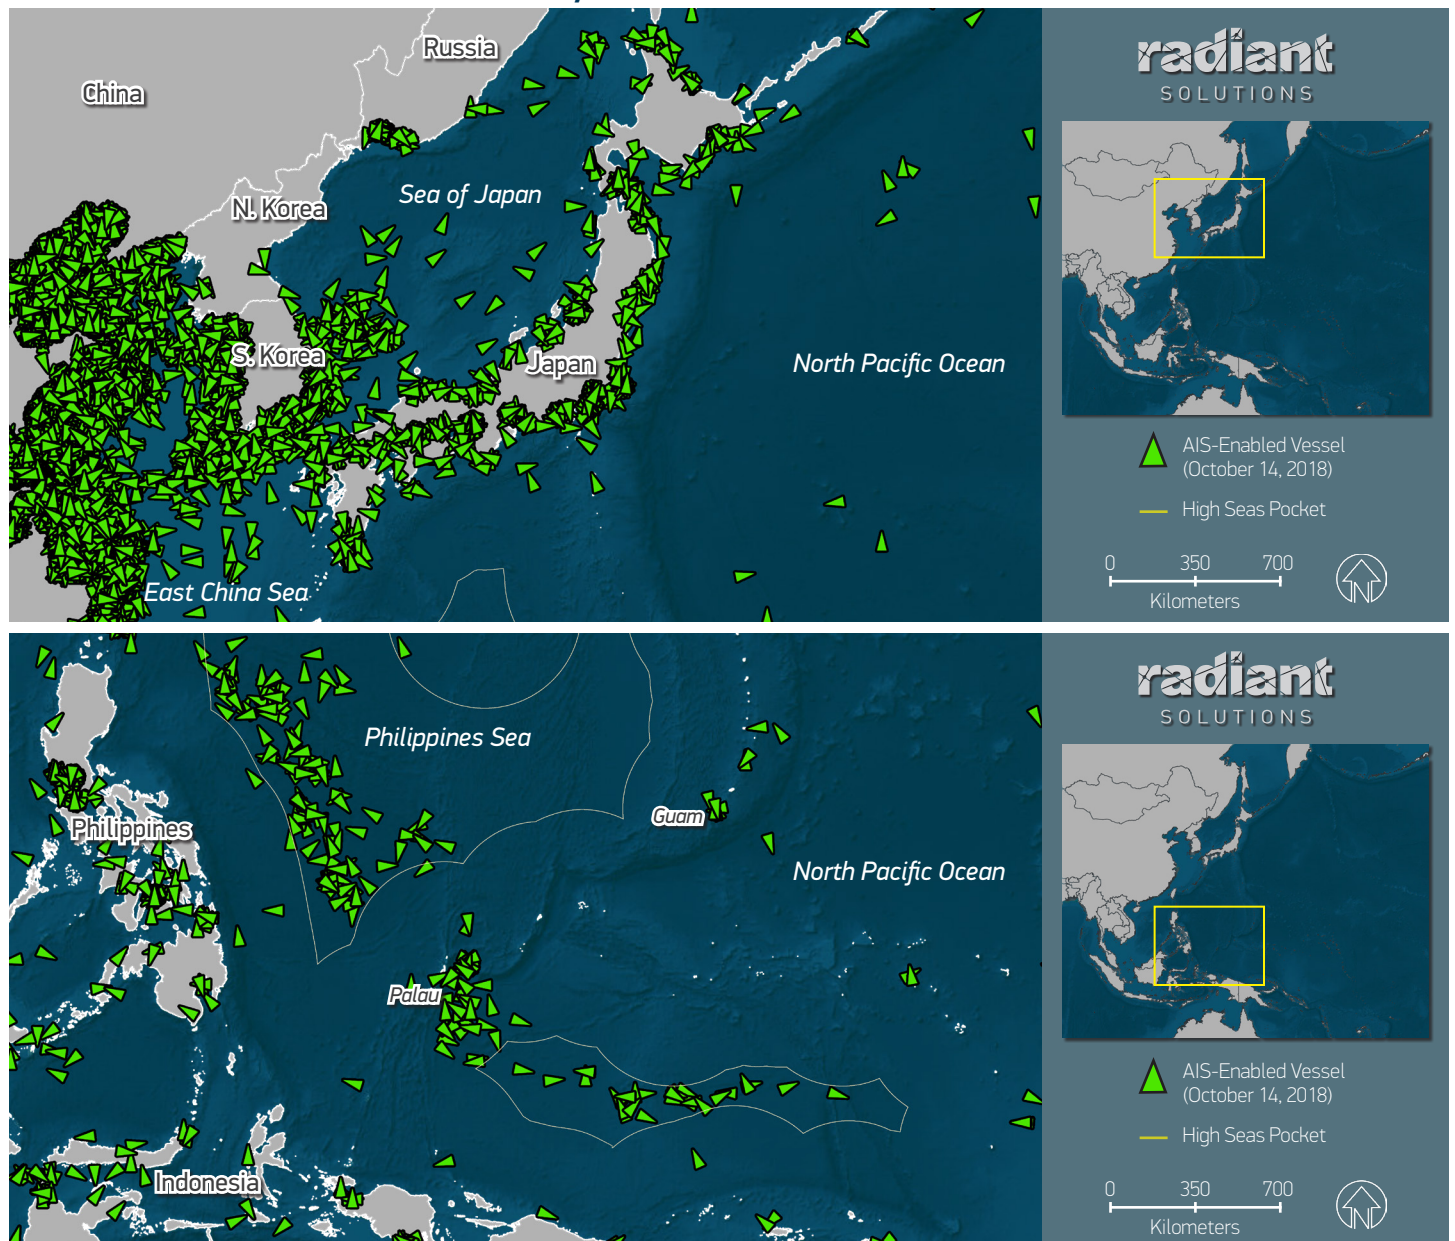 radiant
SOLUTIONS
Russia
China
Sea of Japan
N. Korea
S. Korea
Japan
North Pacific Ocean
East China Sea
AIS-Enabled Vessel
(October 14, 2018)
High Seas Pocket
0 350 700
Kilometers
N
radiant
SOLUTIONS
Philippines Sea
Guam
Philippines
North Pacific Ocean
Palau
Indonesia
AIS-Enabled Vessel
(October 14, 2018)
High Seas Pocket
0 350 700
Kilometers
N